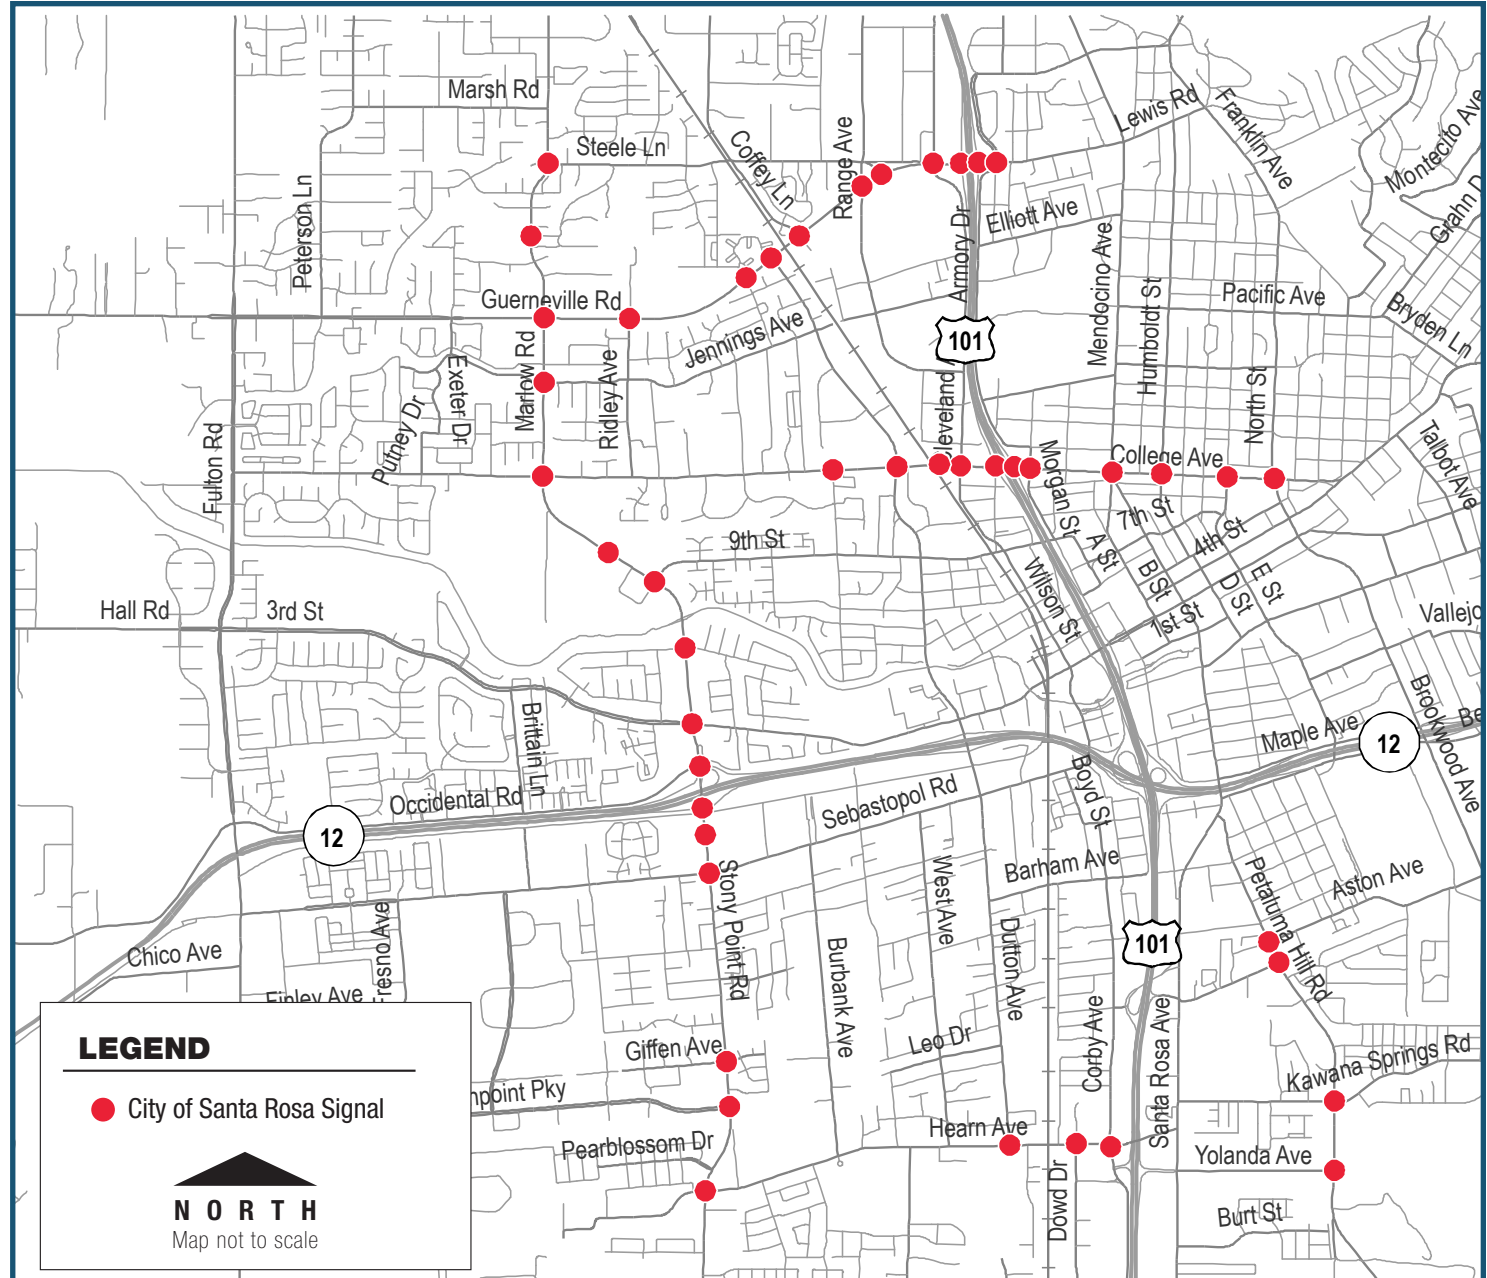 Marsh Rd
Steele Ln
Lewis Rd
Franklin Ave
Montecito Ave
Coffey Ln
Range Ave
Peterson Ln
Armory Dr
Elliott Ave
Mendocino Ave
Humboldt St
Pacific Ave
Bryden Ln
Guerneville Rd
Jennings Ave
101
Marlow Rd
Exeter Dr
Ridley Ave
Putney Dr
Fulton Rd
North St
Talbot Ave
Morgan St
College Ave
7th St
4th St
9th St
A St
B St
D St
E St
1st St
Wilson St
Hall Rd
3rd St
Brittain Ln
Occidental Rd
12
Maple Ave
12
Brookwood Ave
Sebastopol Rd
Boyd St
Barham Ave
West Ave
Petaluma Hill Rd
Aston Ave
Stony Point Rd
Chico Ave
Finley Ave
Burbank Ave
Dutton Ave
101
Leo Dr
Corby Ave
Santa Rosa Ave
Giffen Ave
Kawana Springs Rd
Pearblossom Dr
Hearn Ave
Dowd Dr
Yolanda Ave
Burt St
LEGEND
City of Santa Rosa Signal
NORTH
Map not to scale